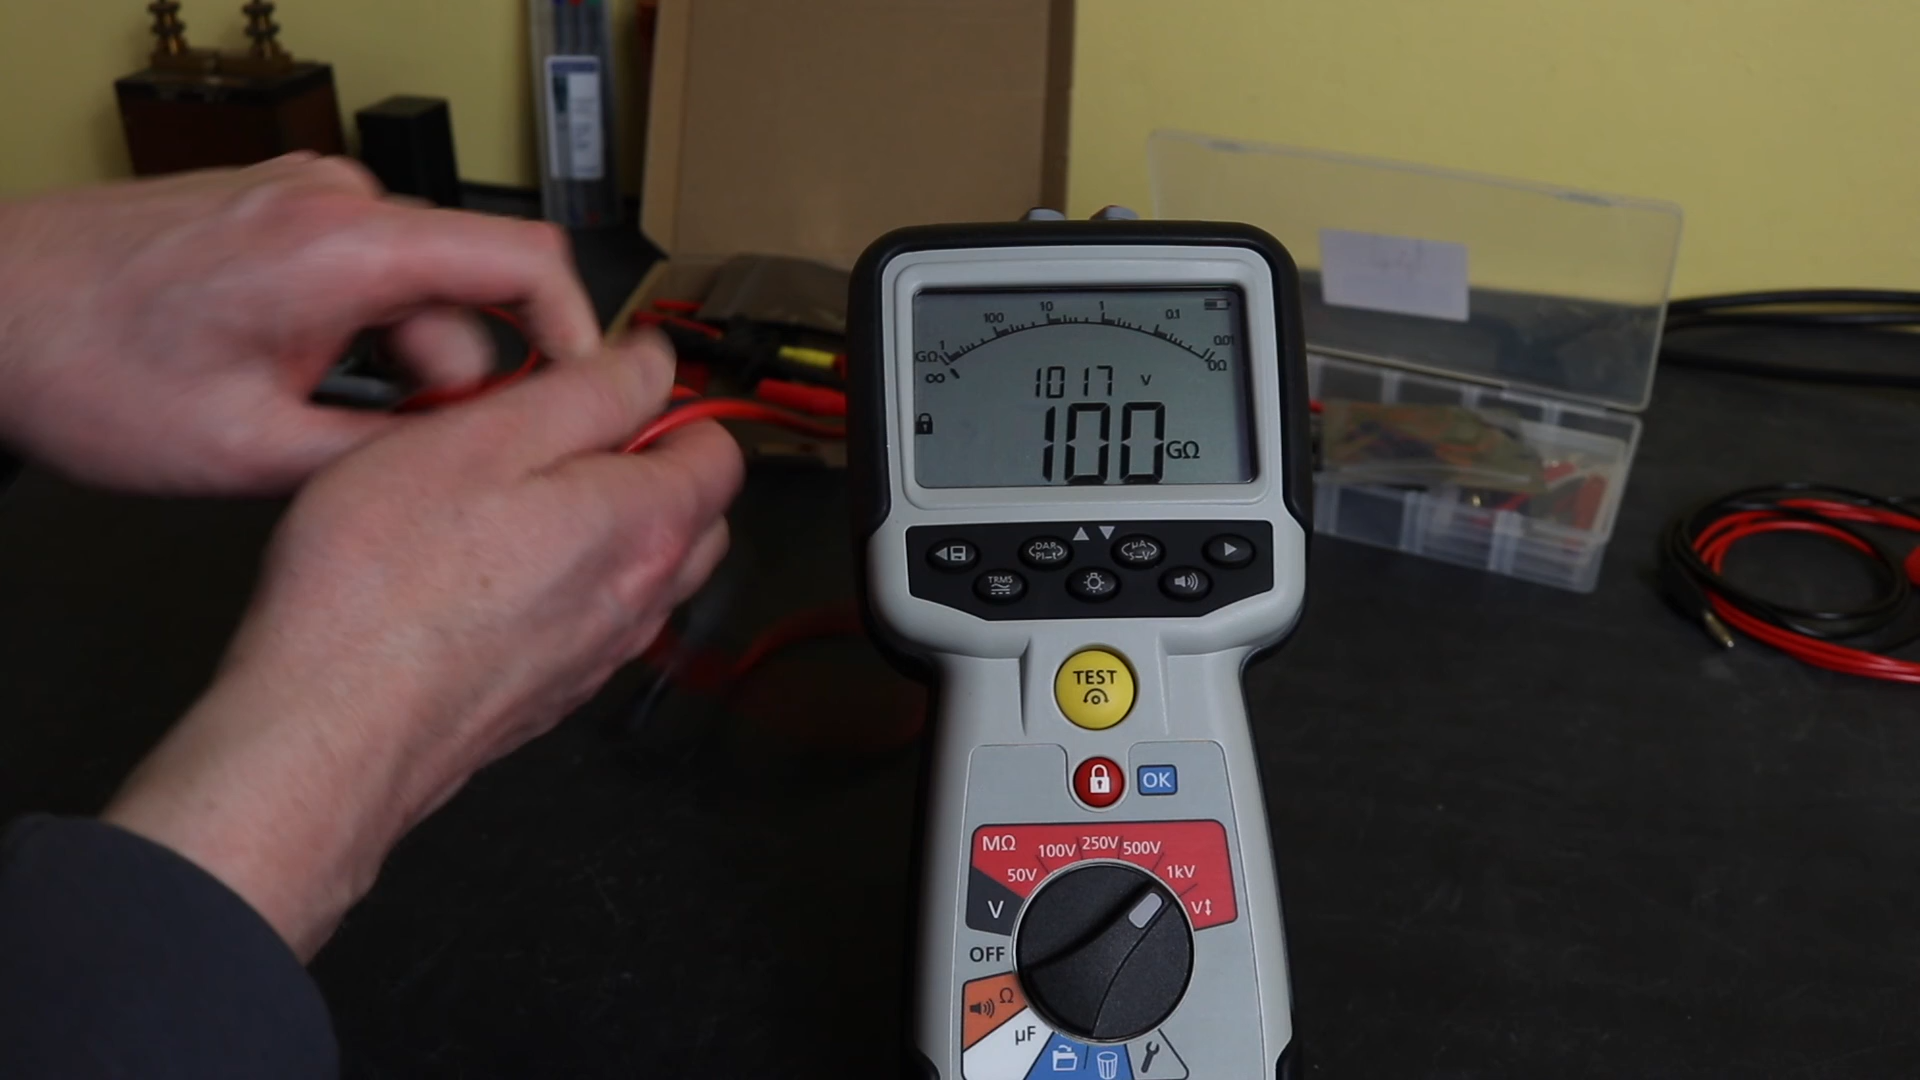 10 1
100 0.1
1 0.01
GΩ 0Ω
∞
1017 V
100 GΩ
DAR PI-t
µA s-V
TRMS
TEST
OK
MΩ 100V 250V 500V
50V 1kV
V V
OFF
Ω
µF